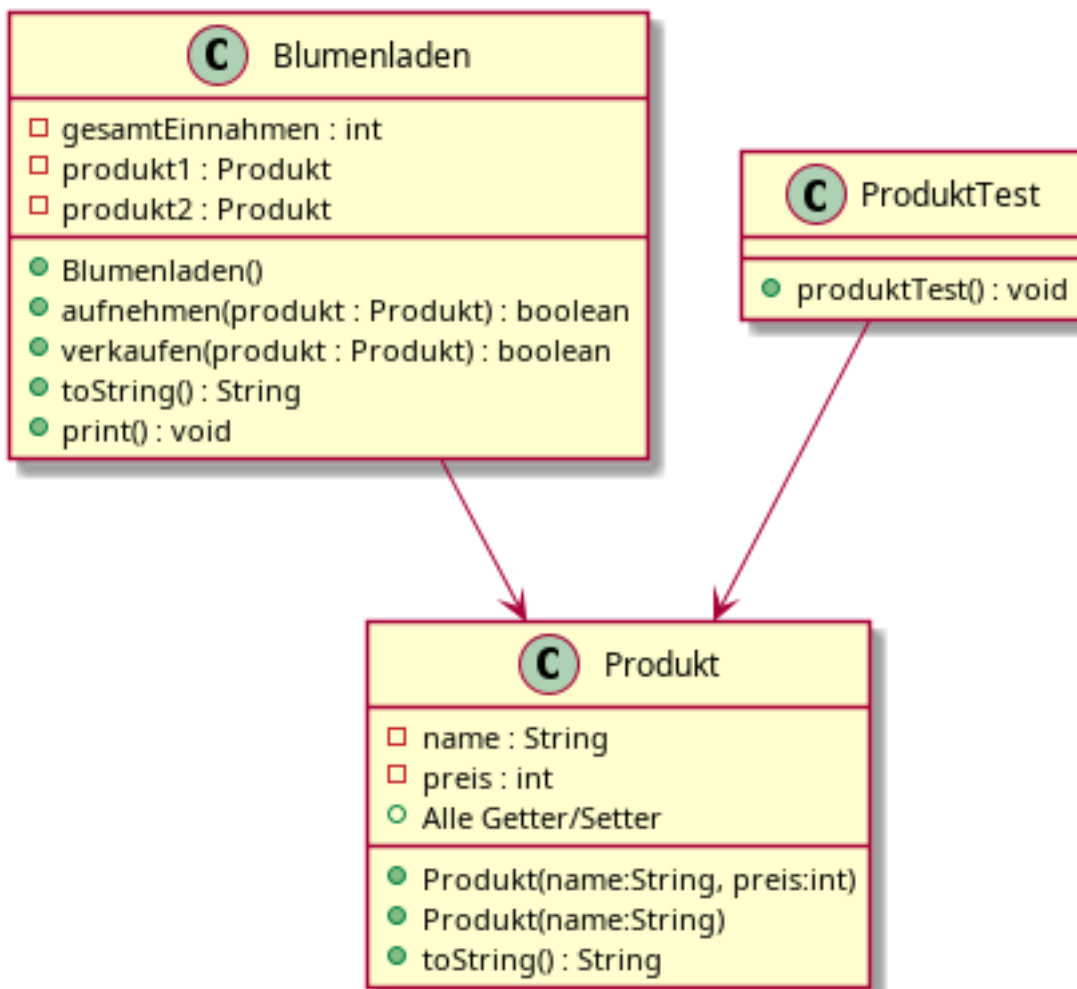 C Blumenladen
gesamtEinnahmen : int
produkt1 : Produkt
produkt2 : Produkt
Blumenladen()
aufnehmen(produkt : Produkt) : boolean
verkaufen(produkt : Produkt) : boolean
toString() : String
print() : void
C ProduktTest
produktTest() : void
C Produkt
name : String
preis : int
Alle Getter/Setter
Produkt(name:String, preis:int)
Produkt(name:String)
toString() : String